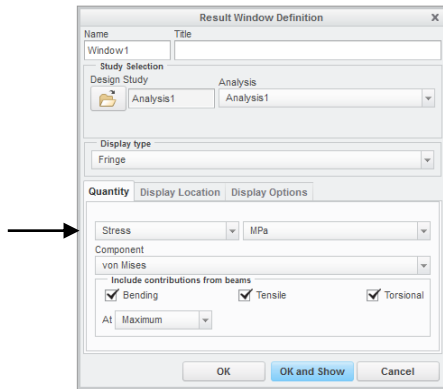 Result Window Definition x
Name Title
Window1
Study Selection
Design Study Analysis
Analysis1 Analysis1
Display type
Fringe
Quantity Display Location Display Options
Stress MPa
Component
von Mises
Include contributions from beams
Bending Tensile Torsional
At Maximum
OK OK and Show Cancel